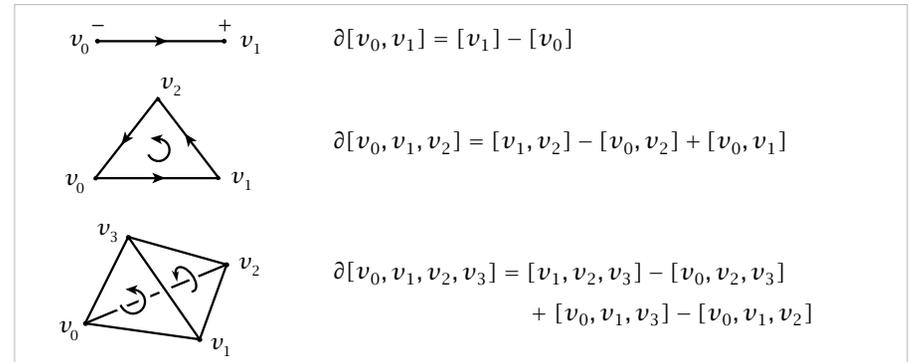 − +
v₀ v₁ ∂[v₀, v₁] = [v₁] − [v₀]
v₂
∂[v₀, v₁, v₂] = [v₁, v₂] − [v₀, v₂] + [v₀, v₁]
v₀ v₁
v₃
v₂ ∂[v₀, v₁, v₂, v₃] = [v₁, v₂, v₃] − [v₀, v₂, v₃]
+ [v₀, v₁, v₃] − [v₀, v₁, v₂]
v₀
v₁